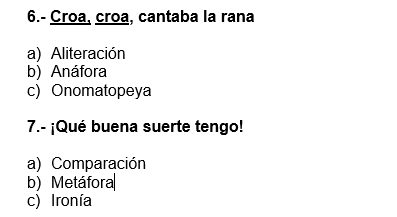 6.- Croa, croa, cantaba la rana
a) Aliteración
b) Anáfora
c) Onomatopeya
7.- ¡Qué buena suerte tengo!
a) Comparación
b) Metáfora
c) Ironía